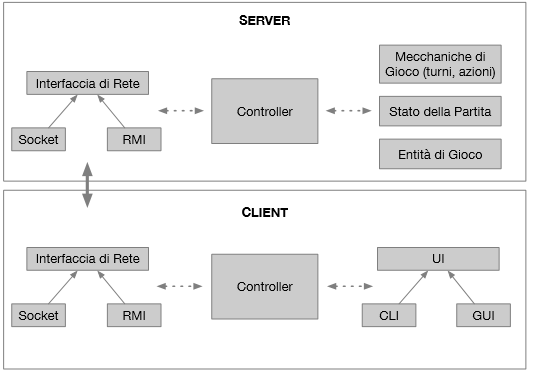 SERVER
Mecchaniche di
Gioco (turni, azioni)
Interfaccia di Rete
Controller
Stato della Partita
Socket
RMI
Entità di Gioco
CLIENT
Interfaccia di Rete
UI
Controller
Socket
RMI
CLI
GUI